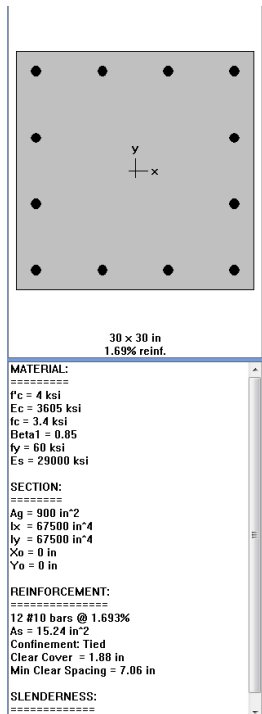 y
x
30 x 30 in
1.69% reinf.
MATERIAL:
=========
f'c = 4 ksi
Ec = 3605 ksi
fc = 3.4 ksi
Beta1 = 0.85
fy = 60 ksi
Es = 29000 ksi
SECTION:
========
Ag = 900 in^2
Ix = 67500 in^4
Iy = 67500 in^4
Xo = 0 in
Yo = 0 in
REINFORCEMENT:
===============
12 #10 bars @ 1.693%
As = 15.24 in^2
Confinement: Tied
Clear Cover = 1.88 in
Min Clear Spacing = 7.06 in
SLENDERNESS:
=============